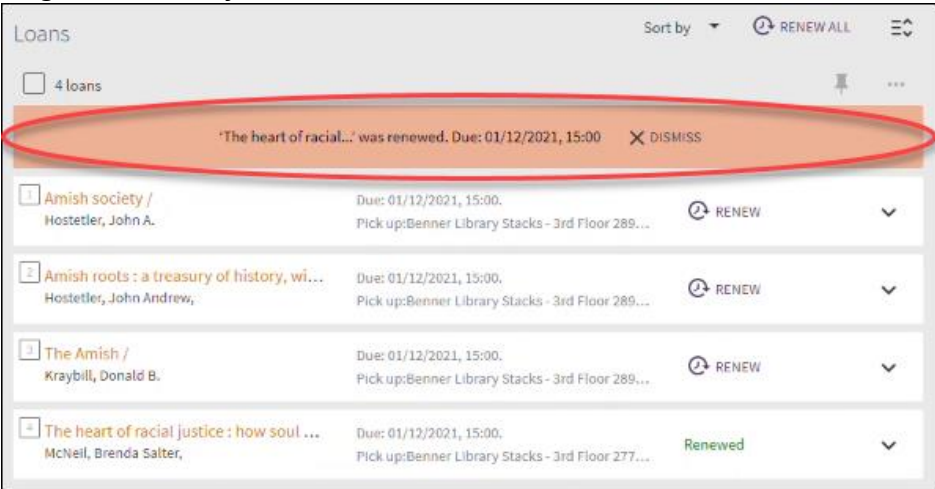 Loans
Sort by
RENEW ALL
4 loans
...
'The heart of racial...' was renewed. Due: 01/12/2021, 15:00
DISMISS
1
Amish society /
Hostetler, John A.
Due: 01/12/2021, 15:00.
Pick up:Benner Library Stacks - 3rd Floor 289...
RENEW
2
Amish roots : a treasury of history, wi...
Hostetler, John Andrew,
Due: 01/12/2021, 15:00.
Pick up:Benner Library Stacks - 3rd Floor 289...
RENEW
3
The Amish /
Kraybill, Donald B.
Due: 01/12/2021, 15:00.
Pick up:Benner Library Stacks - 3rd Floor 289...
RENEW
4
The heart of racial justice : how soul ...
McNeil, Brenda Salter,
Due: 01/12/2021, 15:00.
Pick up:Benner Library Stacks - 3rd Floor 277...
Renewed